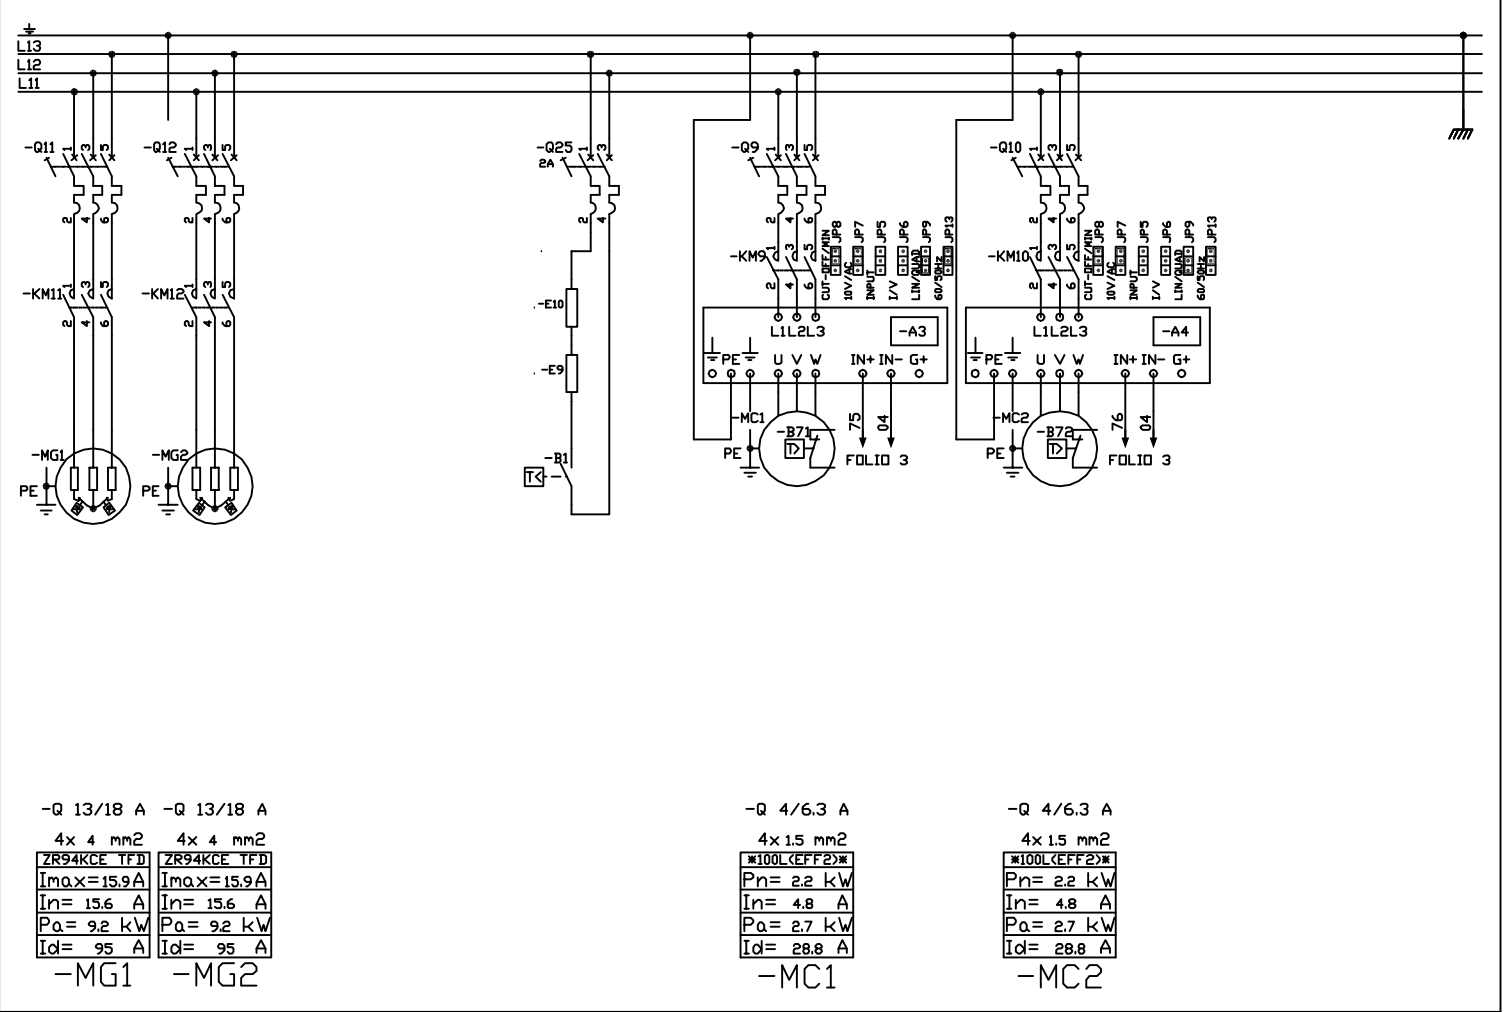 L13
L12
L11
-Q11 1 3 5
-Q12 1 3 5
-Q25 1 3
2A
-Q9 1 3 5
-Q10 1 3 5
2 4 6
2 4 6
2 4
2 4 6
2 4 6
-KM11 1 3 5
2 4 6
-KM12 1 3 5
2 4 6
-E10
-E9
-B1
T<
-KM9 1 3 5
2 4 6
CUT-OFF/MIN JP8
10V/AC JP7
INPUT JP5
I/V JP6
LIN/QUAD JP9
60/50Hz JP13
-KM10 1 3 5
2 4 6
CUT-OFF/MIN JP8
10V/AC JP7
INPUT JP5
I/V JP6
LIN/QUAD JP9
60/50Hz JP13
L1L2L3 -A3
PE U V W IN+ IN- G+
L1L2L3 -A4
PE U V W IN+ IN- G+
-MG1
PE
-MG2
PE
-MC1
-B71
T>
PE
75 04
FOLIO 3
-MC2
-B72
T>
PE
76 04
FOLIO 3
-Q 13/18 A
4x 4 mm2
ZR94KCE TFD
Imax=15.9A
In= 15.6 A
Pa= 9.2 kW
Id= 95 A
-MG1
-Q 13/18 A
4x 4 mm2
ZR94KCE TFD
Imax=15.9A
In= 15.6 A
Pa= 9.2 kW
Id= 95 A
-MG2
-Q 4/6.3 A
4x 1.5 mm2
*100L(EFF2)*
Pn= 2.2 kW
In= 4.8 A
Pa= 2.7 kW
Id= 28.8 A
-MC1
-Q 4/6.3 A
4x 1.5 mm2
*100L(EFF2)*
Pn= 2.2 kW
In= 4.8 A
Pa= 2.7 kW
Id= 28.8 A
-MC2